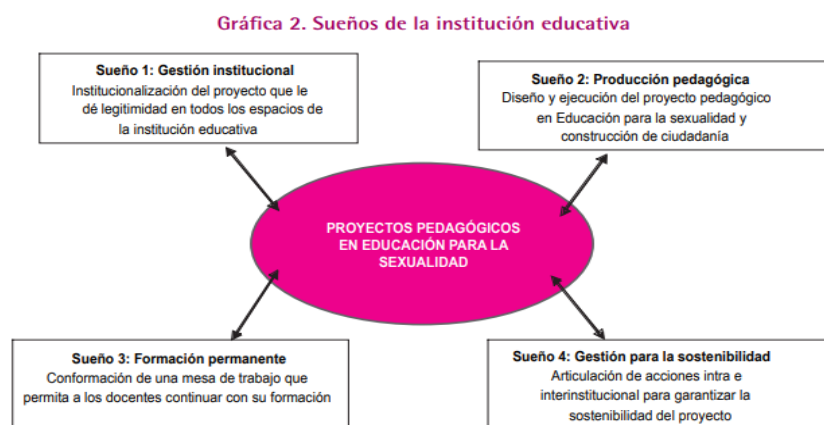 Gráfica 2. Sueños de la institución educativa
Sueño 1: Gestión institucional
Institucionalización del proyecto que le
dé legitimidad en todos los espacios de
la institución educativa
Sueño 2: Producción pedagógica
Diseño y ejecución del proyecto pedagógico
en Educación para la sexualidad y
construcción de ciudadanía
PROYECTOS PEDAGÓGICOS
EN EDUCACIÓN PARA LA
SEXUALIDAD
Sueño 3: Formación permanente
Conformación de una mesa de trabajo que
permita a los docentes continuar con su formación
Sueño 4: Gestión para la sostenibilidad
Articulación de acciones intra e
interinstitucional para garantizar la
sostenibilidad del proyecto